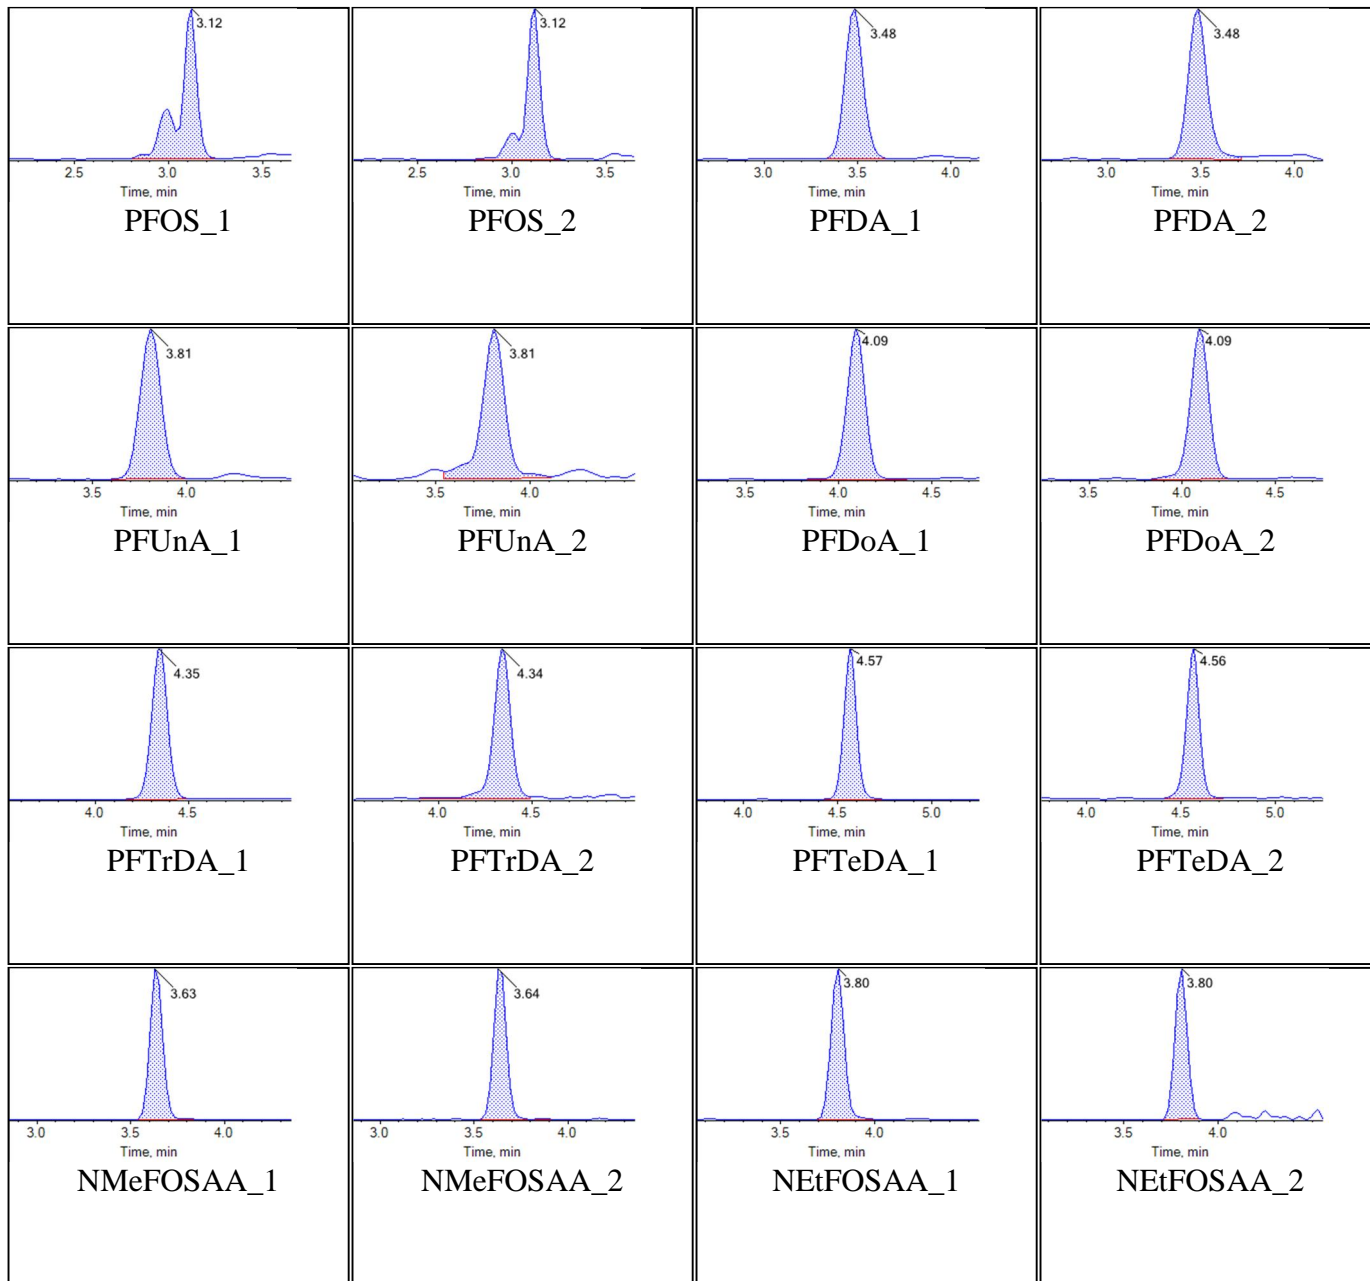 3.12
2.5 3.0 3.5
Time, min
PFOS_1
3.12
2.5 3.0 3.5
Time, min
PFOS_2
3.48
3.0 3.5 4.0
Time, min
PFDA_1
3.48
3.0 3.5 4.0
Time, min
PFDA_2
3.81
3.5 4.0
Time, min
PFUnA_1
3.81
3.5 4.0
Time, min
PFUnA_2
4.09
3.5 4.0 4.5
Time, min
PFDoA_1
4.09
3.5 4.0 4.5
Time, min
PFDoA_2
4.35
4.0 4.5
Time, min
PFTrDA_1
4.34
4.0 4.5
Time, min
PFTrDA_2
4.57
4.0 4.5 5.0
Time, min
PFTeDA_1
4.56
4.0 4.5 5.0
Time, min
PFTeDA_2
3.63
3.0 3.5 4.0
Time, min
NMeFOSAA_1
3.64
3.0 3.5 4.0
Time, min
NMeFOSAA_2
3.80
3.5 4.0
Time, min
NEtFOSAA_1
3.80
3.5 4.0
Time, min
NEtFOSAA_2